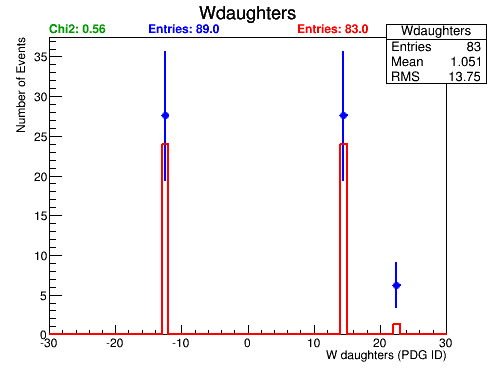 Wdaughters
Chi2: 0.56 Entries: 89.0 Entries: 83.0
Wdaughters
Entries 83
Mean 1.051
RMS 13.75
Number of Events
35
30
25
20
15
10
5
0
-30 -20 -10 0 10 20 30
W daughters (PDG ID)